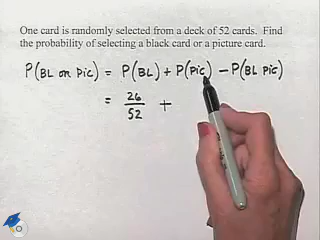 One card is randomly selected from a deck of 52 cards. Find
the probability of selecting a black card or a picture card.
P(BL or Pic) = P(BL) + P(Pic) - P(BL Pic)
= 26/52 +